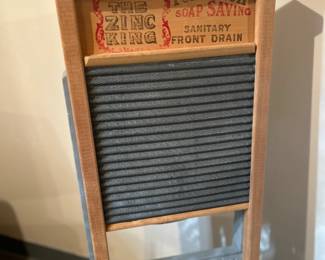 THE
ZINC
KING
SOAP SAVING
SANITARY
FRONT DRAIN